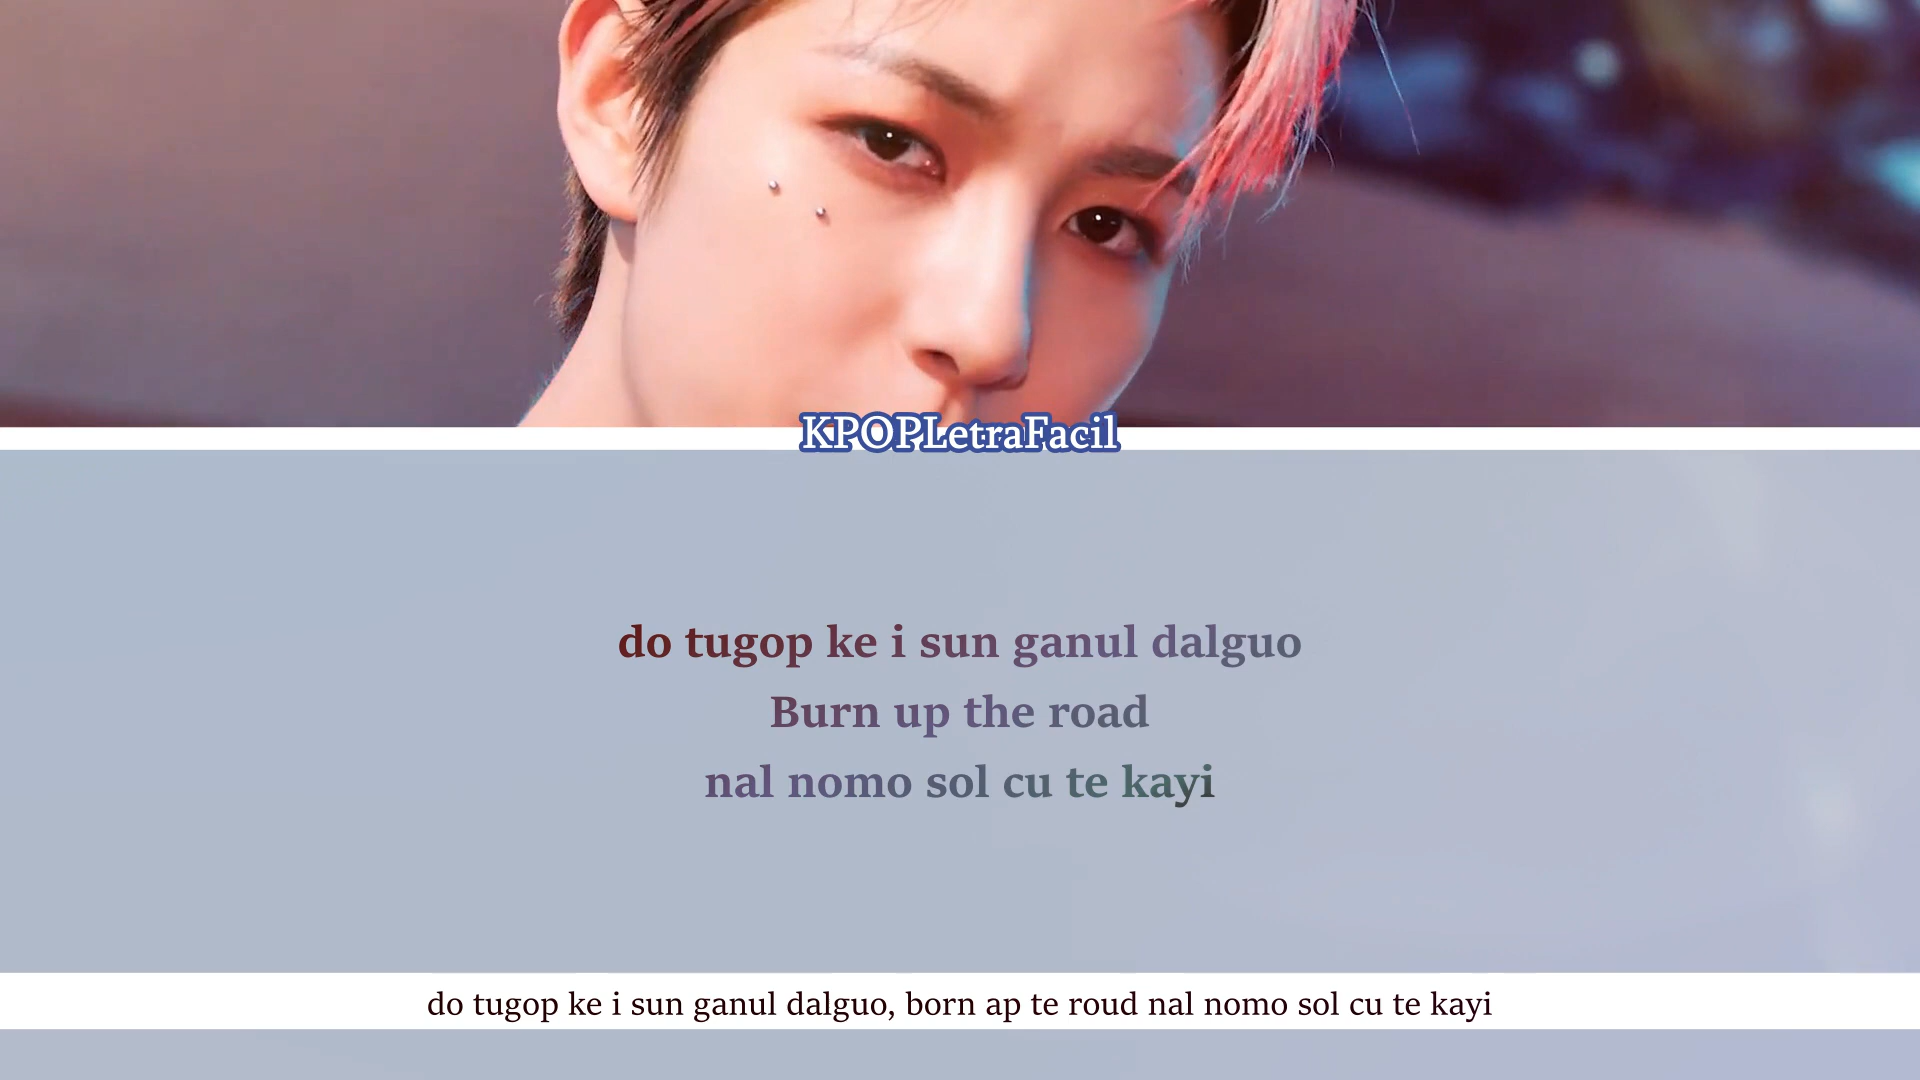 KPOPLetraFacil
do tugop ke i sun ganul dalguo
Burn up the road
nal nomo sol cu te kayi
do tugop ke i sun ganul dalguo, born ap te roud nal nomo sol cu te kayi